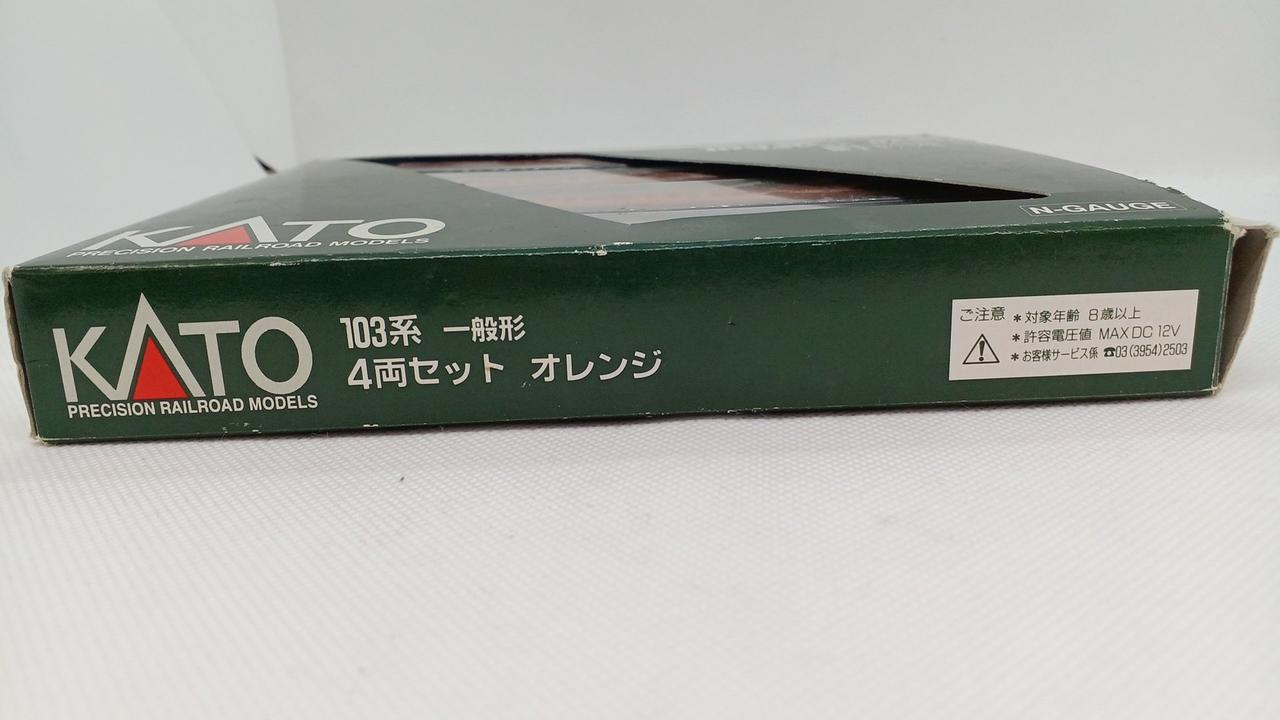 KATO
PRECISION RAILROAD MODELS
N-GAUGE
KATO
PRECISION RAILROAD MODELS
103系 一般形
4両セット オレンジ
ご注意 *対象年齢 8歳以上
*許容電圧値 MAX DC 12V
*お客様サービス係 ☎03(3954)2503